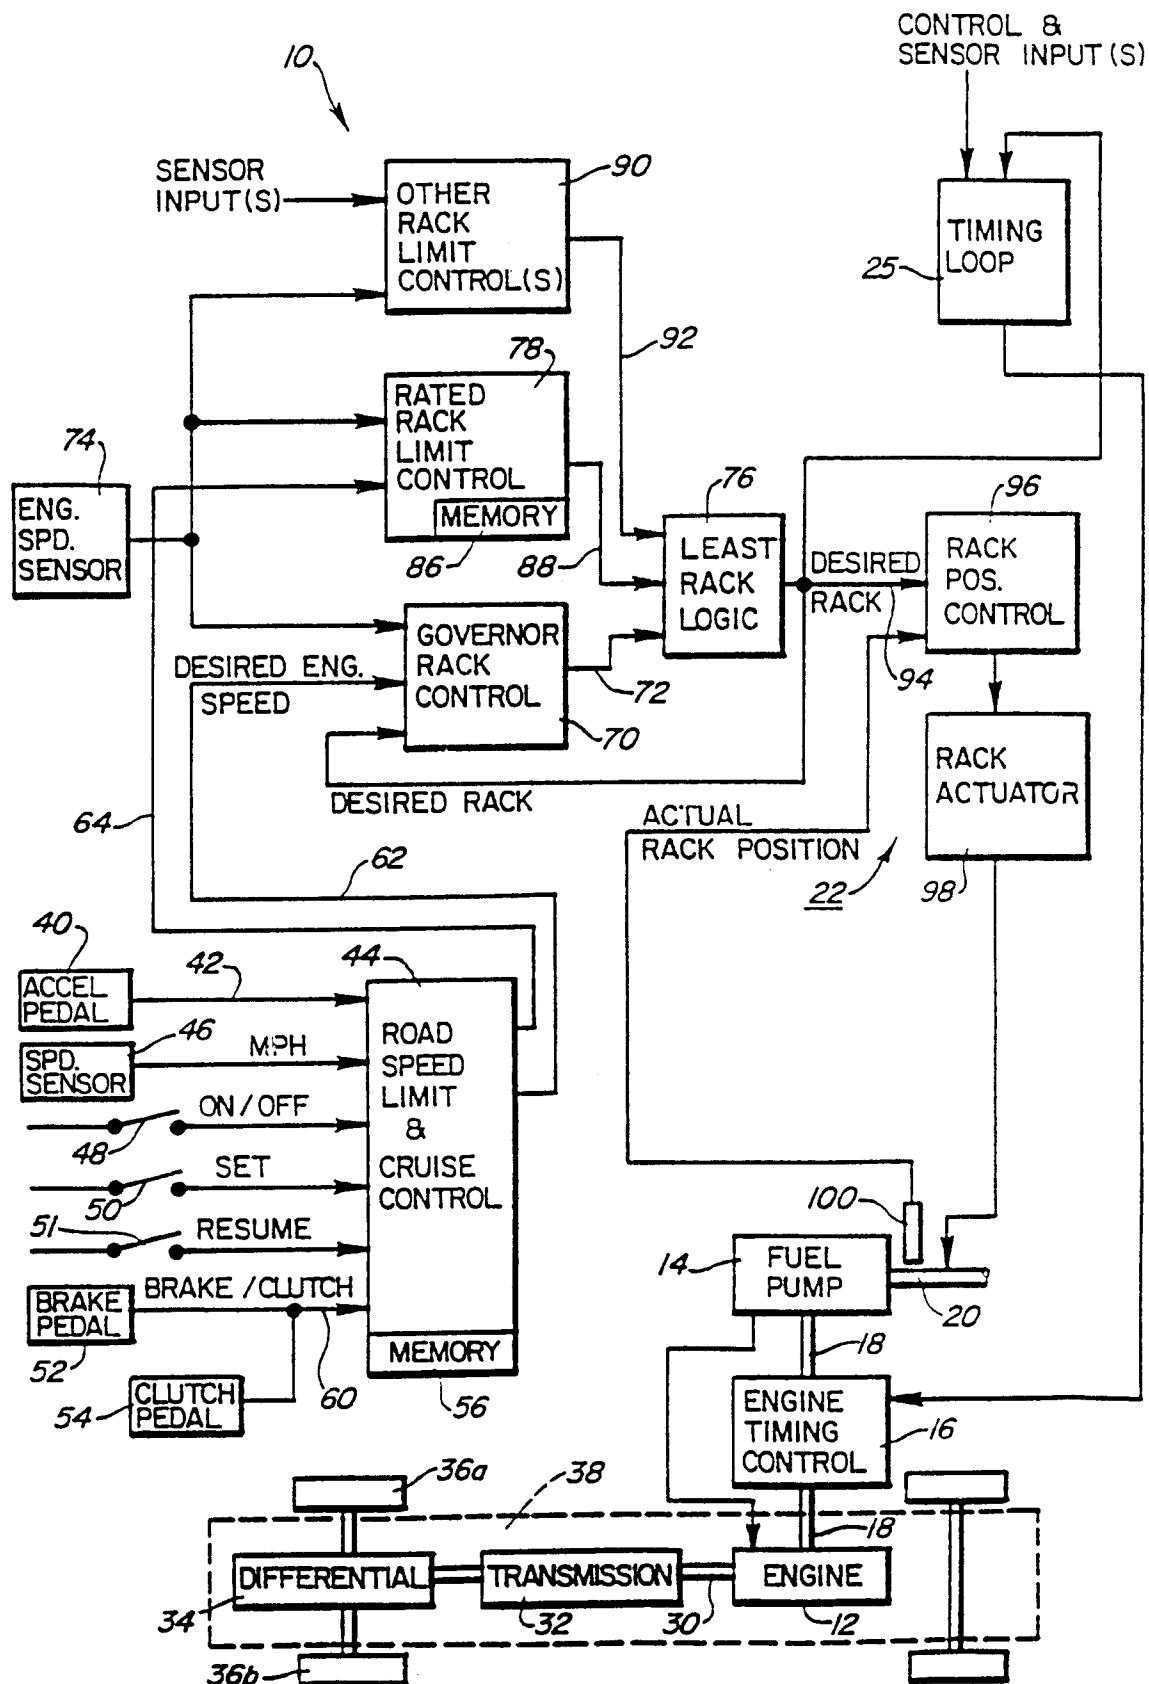 CONTROL &
SENSOR INPUT(S)
10
SENSOR
INPUT(S)
90
OTHER
RACK
LIMIT
CONTROL(S)
TIMING
LOOP
25
92
78
RATED
RACK
LIMIT
CONTROL
MEMORY
86
88
74
ENG.
SPD.
SENSOR
76
LEAST
RACK
LOGIC
DESIRED
RACK
94
96
RACK
POS.
CONTROL
GOVERNOR
RACK
CONTROL
72
70
DESIRED ENG.
SPEED
DESIRED RACK
RACK
ACTUATOR
98
ACTUAL
RACK POSITION
22
64
62
40
ACCEL
PEDAL
42
44
46
SPD.
SENSOR
MPH
ROAD
SPEED
LIMIT
&
CRUISE
CONTROL
ON/OFF
48
SET
50
51
RESUME
BRAKE/CLUTCH
BRAKE
PEDAL
52
60
MEMORY
56
54
CLUTCH
PEDAL
100
14
FUEL
PUMP
20
18
ENGINE
TIMING
CONTROL
16
36a
38
18
DIFFERENTIAL
34
TRANSMISSION
32
30
ENGINE
12
36b